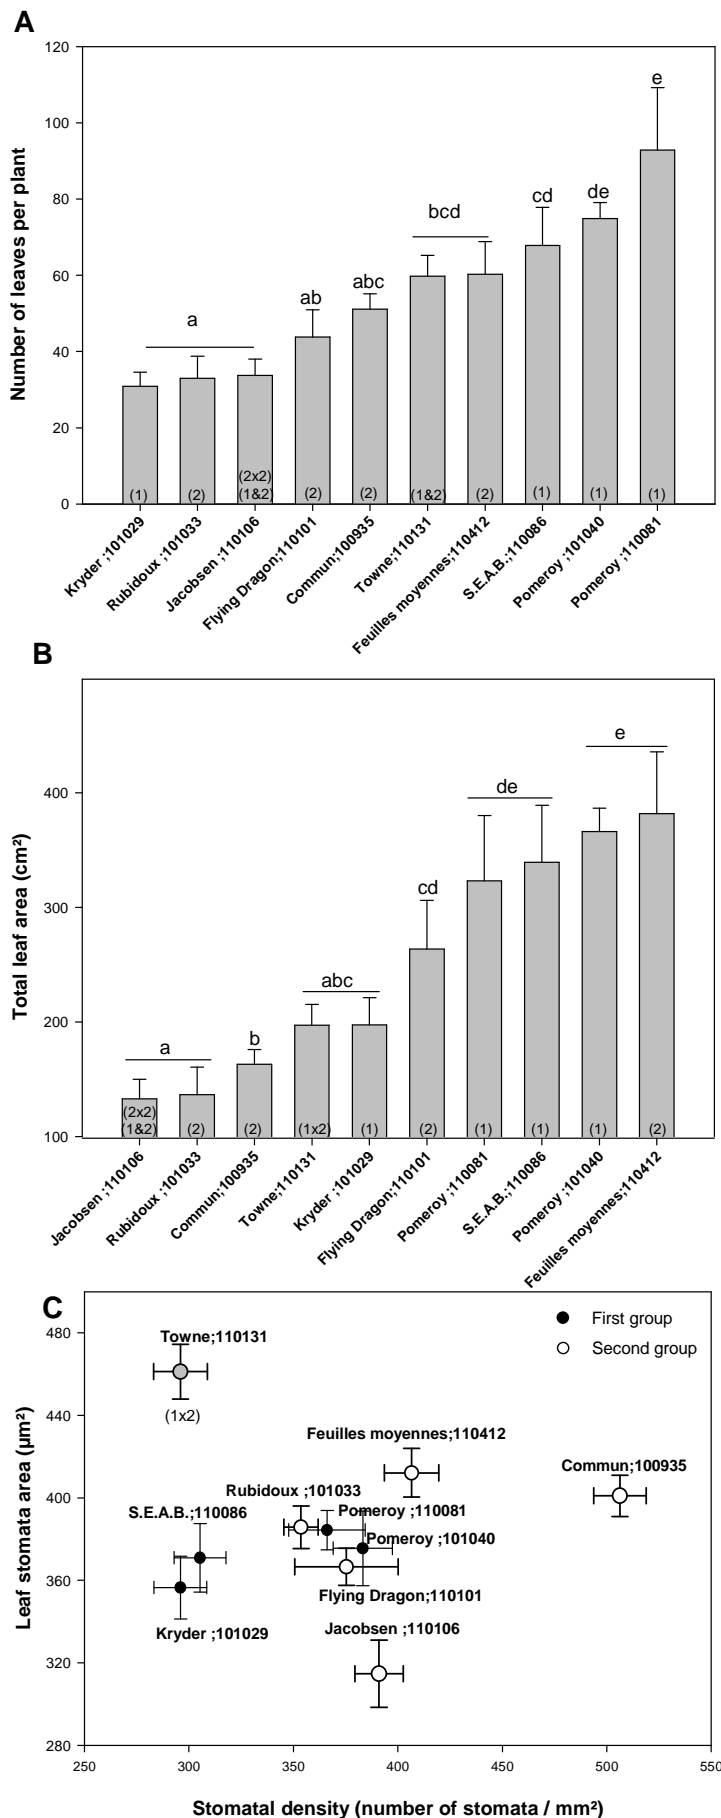 A
Number of leaves per plant
120
100
80
60
40
20
0
a
ab
abc
bcd
cd
de
e
(1)
(2)
(2x2)
(1&2)
(2)
(2)
(1&2)
(2)
(1)
(1)
(1)
Kryder ;101029
Rubidoux ;101033
Jacobsen ;110106
Flying Dragon;110101
Commun;100935
Towne;110131
Feuilles moyennes;110412
S.E.A.B.;110086
Pomeroy ;101040
Pomeroy ;110081
B
Total leaf area (cm²)
400
300
200
100
a
b
abc
cd
de
e
(2x2)
(1&2)
(2)
(2)
(1x2)
(1)
(2)
(1)
(1)
(1)
(2)
Jacobsen ;110106
Rubidoux ;101033
Commun;100935
Towne;110131
Kryder ;101029
Flying Dragon;110101
Pomeroy ;110081
S.E.A.B.;110086
Pomeroy ;101040
Feuilles moyennes;110412
C
Leaf stomata area (µm²)
480
440
400
360
320
280
First group
Second group
Towne;110131
(1x2)
Feuilles moyennes;110412
Commun;100935
Rubidoux ;101033
S.E.A.B.;110086
Pomeroy ;110081
Pomeroy ;101040
Flying Dragon;110101
Kryder ;101029
Jacobsen ;110106
250
300
350
400
450
500
550
Stomatal density (number of stomata / mm²)